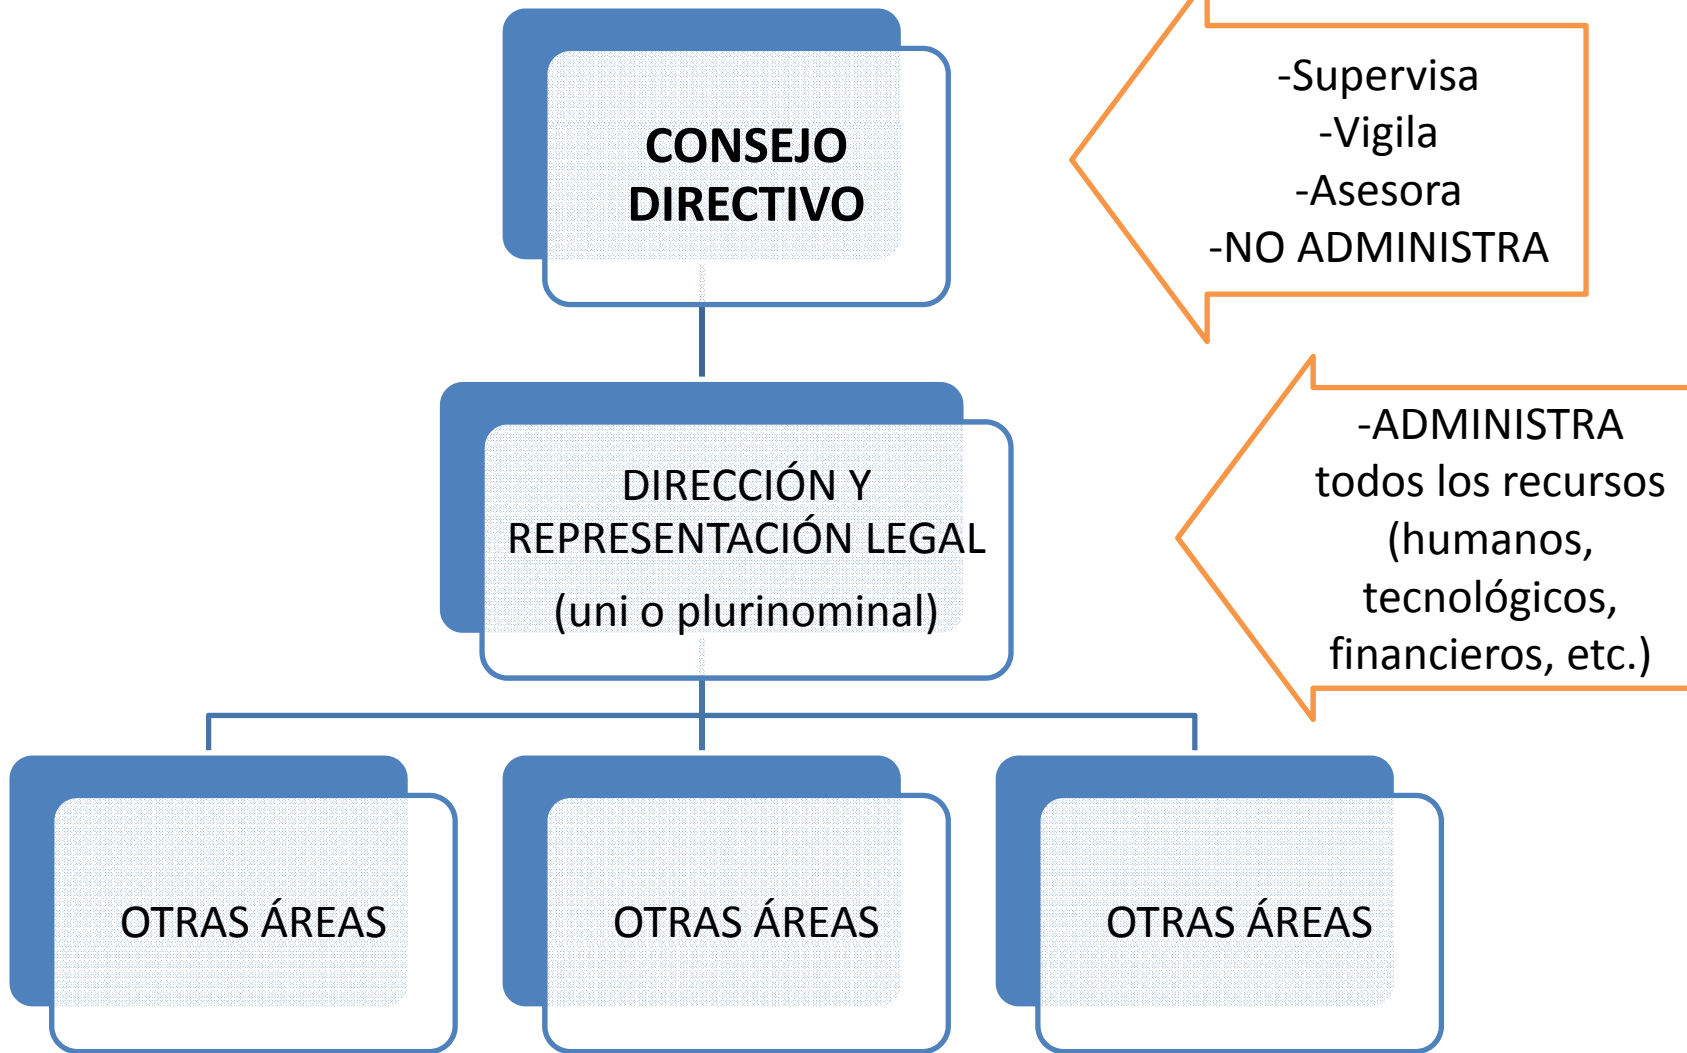 CONSEJO
DIRECTIVO
-Supervisa
-Vigila
-Asesora
-NO ADMINISTRA
DIRECCIÓN Y
REPRESENTACIÓN LEGAL
(uni o plurinominal)
-ADMINISTRA
todos los recursos
(humanos,
tecnológicos,
financieros, etc.)
OTRAS ÁREAS
OTRAS ÁREAS
OTRAS ÁREAS